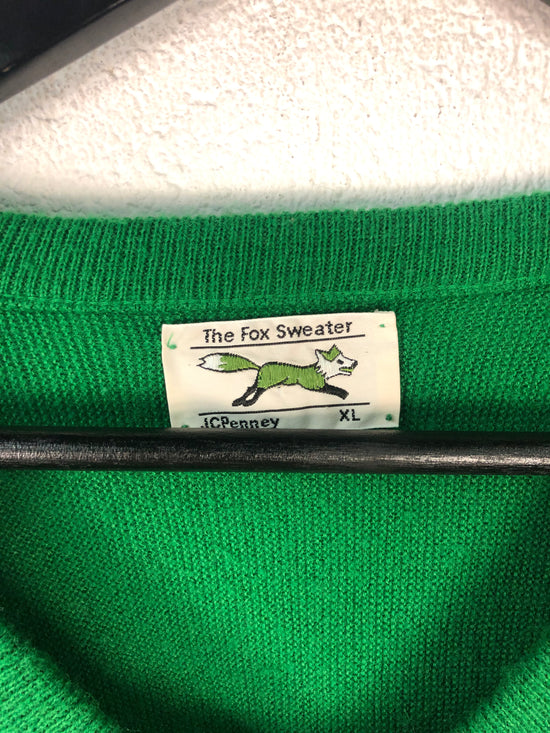 The Fox Sweater
JCPenney XL